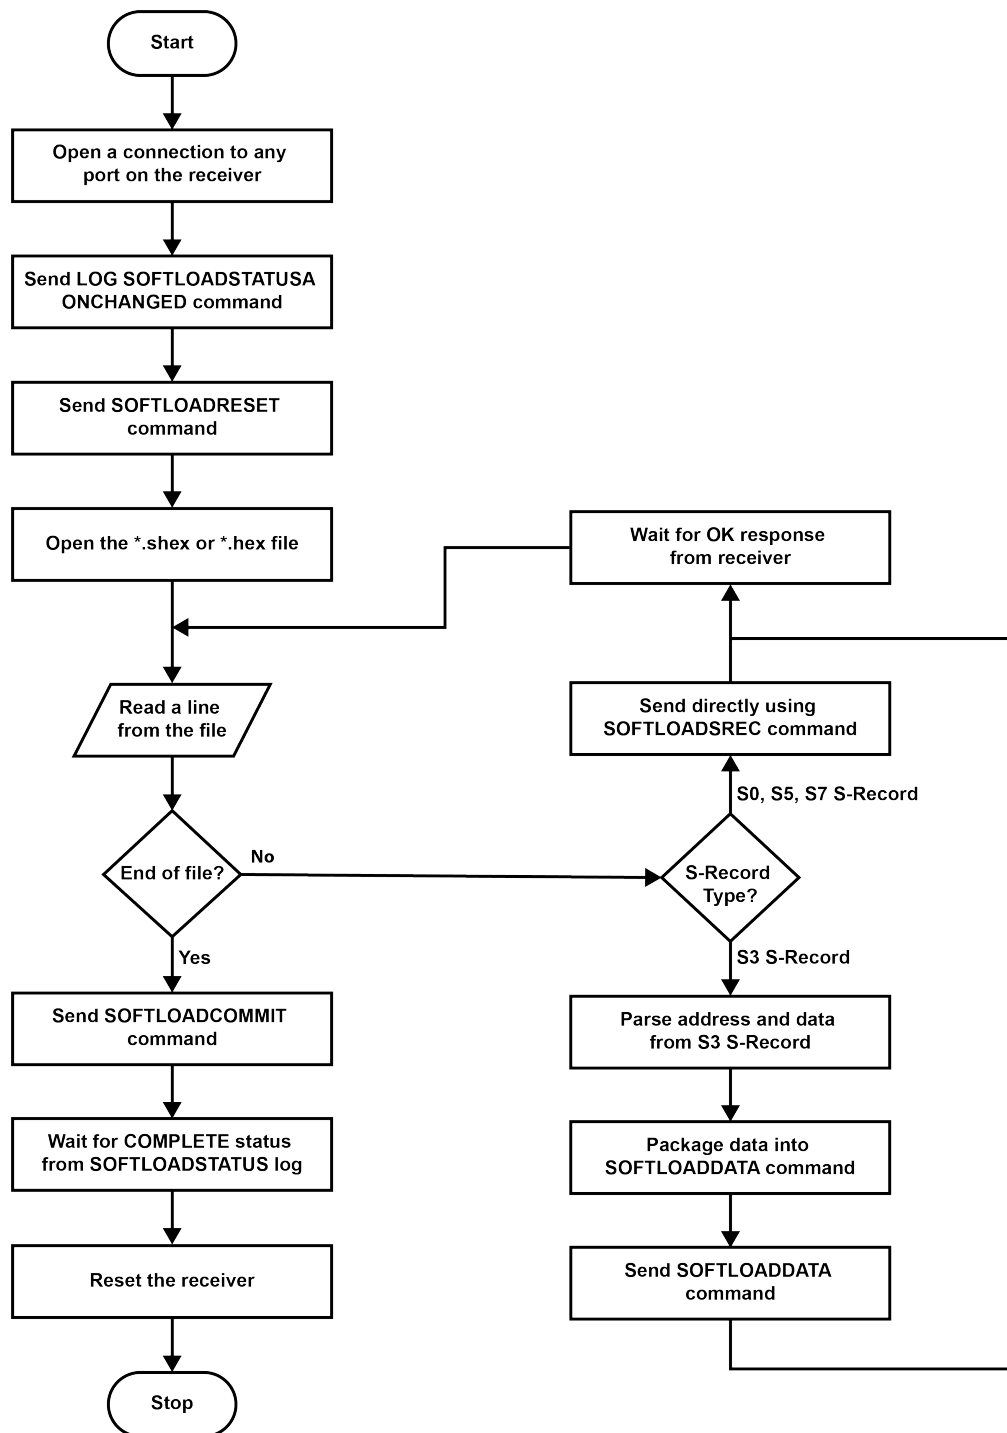 Start
Open a connection to any
port on the receiver
Send LOG SOFTLOADSTATUSA
ONCHANGED command
Send SOFTLOADRESET
command
Open the *.shex or *.hex file
Read a line
from the file
End of file?
No
Yes
Send SOFTLOADCOMMIT
command
Wait for COMPLETE status
from SOFTLOADSTATUS log
Reset the receiver
Stop
Wait for OK response
from receiver
Send directly using
SOFTLOADSREC command
S0, S5, S7 S-Record
S-Record
Type?
S3 S-Record
Parse address and data
from S3 S-Record
Package data into
SOFTLOADDATA command
Send SOFTLOADDATA
command